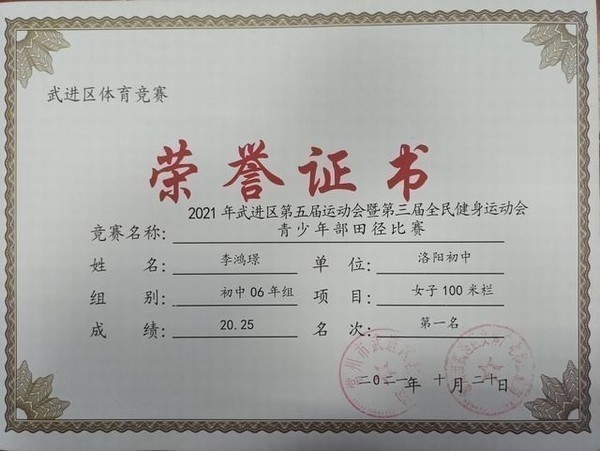 武进区体育竞赛
荣誉证书
2021年武进区第五届运动会暨第三届全民健身运动会
竞赛名称: 青少年部田径比赛
姓 名: 李鸿璟 单 位: 洛阳初中
组 别: 初中06年组 项 目: 女子100米栏
成 绩: 20.25 名 次: 第一名
二〇二一年 十月 二十日